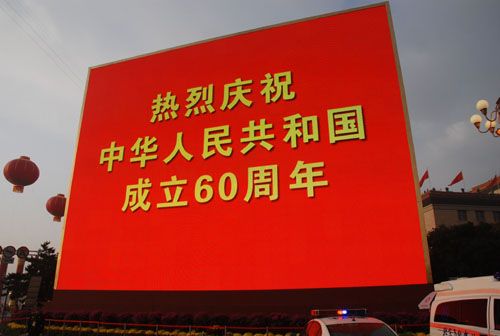 热烈庆祝
中华人民共和国
成立60周年